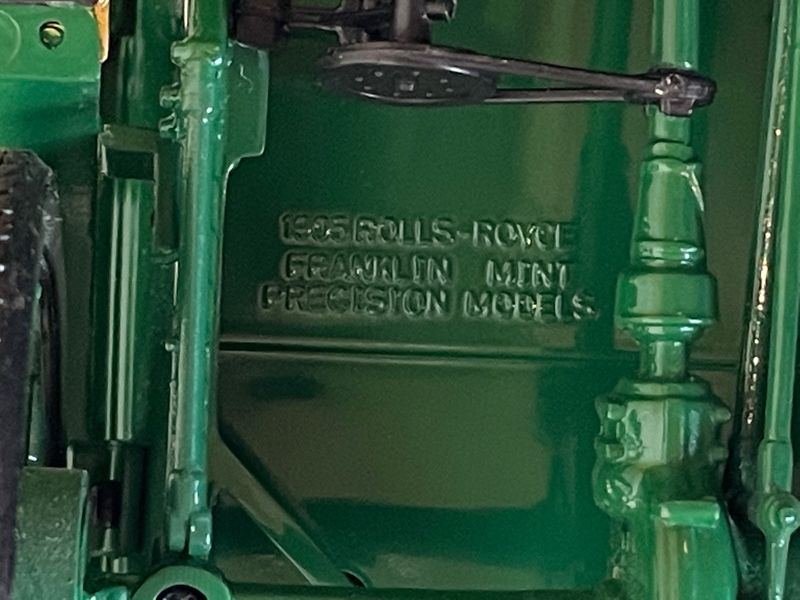 1905 ROLLS-ROYCE
FRANKLIN MINT
PRECISION MODELS